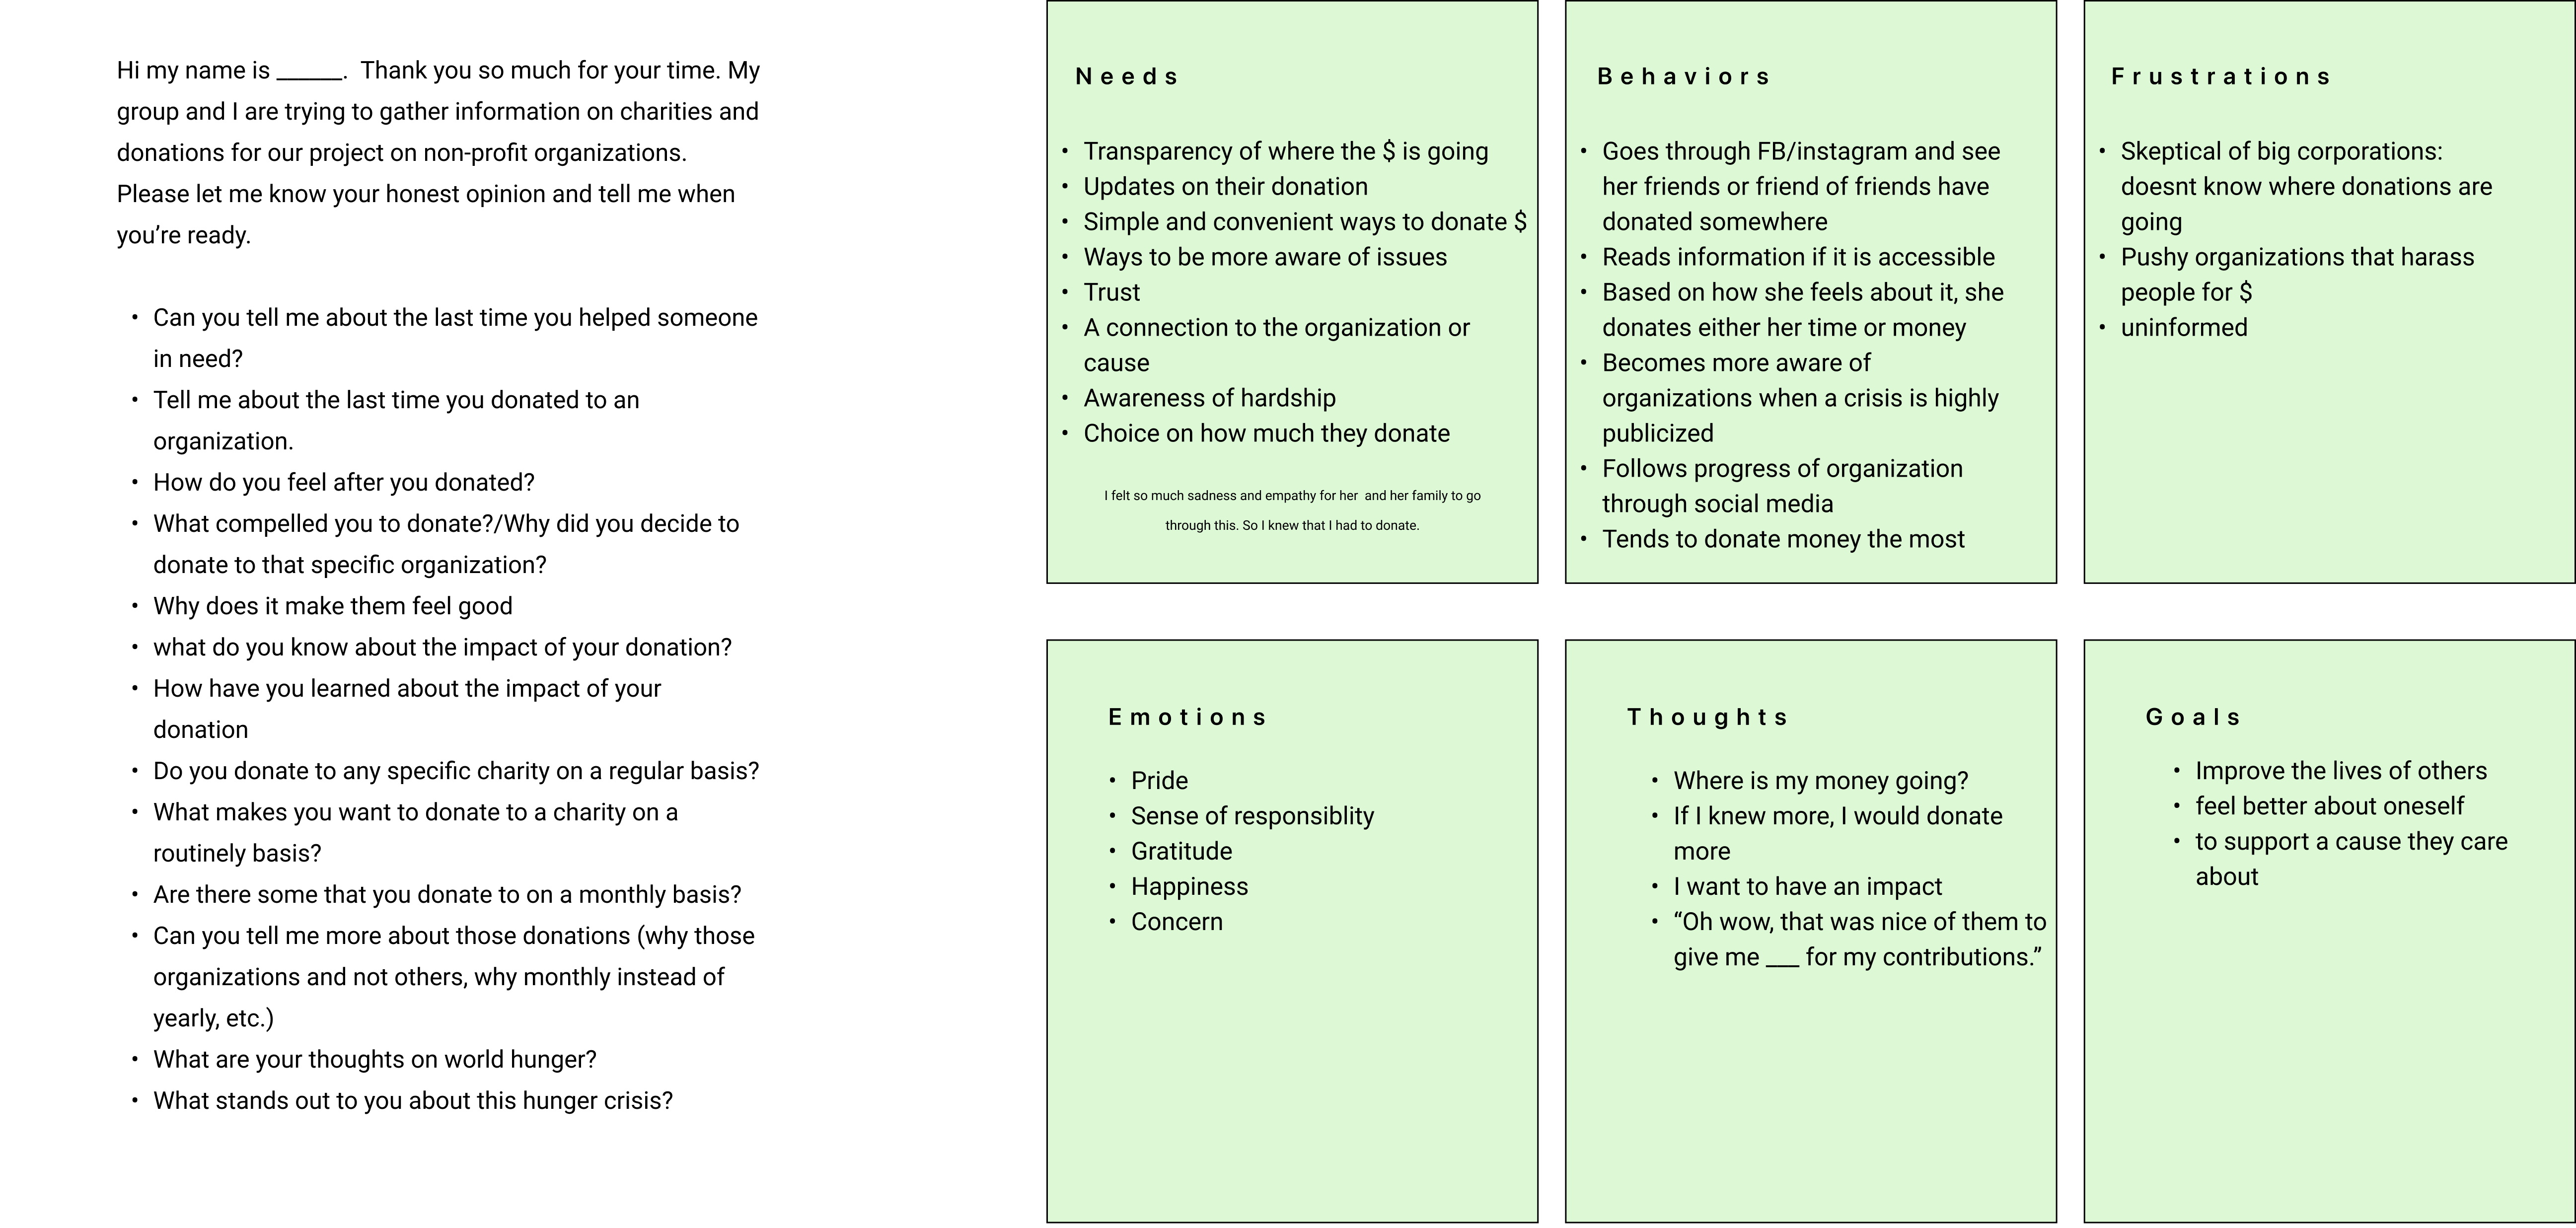 Hi my name is ______.  Thank you so much for your time. My
group and I are trying to gather information on charities and
donations for our project on non-profit organizations.
Please let me know your honest opinion and tell me when
you’re ready.
• Can you tell me about the last time you helped someone
in need?
• Tell me about the last time you donated to an
organization.
• How do you feel after you donated?
• What compelled you to donate?/Why did you decide to
donate to that specific organization?
• Why does it make them feel good
• what do you know about the impact of your donation?
• How have you learned about the impact of your
donation
• Do you donate to any specific charity on a regular basis?
• What makes you want to donate to a charity on a
routinely basis?
• Are there some that you donate to on a monthly basis?
• Can you tell me more about those donations (why those
organizations and not others, why monthly instead of
yearly, etc.)
• What are your thoughts on world hunger?
• What stands out to you about this hunger crisis?
Needs
• Transparency of where the $ is going
• Updates on their donation
• Simple and convenient ways to donate $
• Ways to be more aware of issues
• Trust
• A connection to the organization or
cause
• Awareness of hardship
• Choice on how much they donate
I felt so much sadness and empathy for her  and her family to go
through this. So I knew that I had to donate.
Behaviors
• Goes through FB/instagram and see
her friends or friend of friends have
donated somewhere
• Reads information if it is accessible
• Based on how she feels about it, she
donates either her time or money
• Becomes more aware of
organizations when a crisis is highly
publicized
• Follows progress of organization
through social media
• Tends to donate money the most
Frustrations
• Skeptical of big corporations:
doesnt know where donations are
going
• Pushy organizations that harass
people for $
• uninformed
Emotions
• Pride
• Sense of responsiblity
• Gratitude
• Happiness
• Concern
Thoughts
• Where is my money going?
• If I knew more, I would donate
more
• I want to have an impact
• “Oh wow, that was nice of them to
give me ___ for my contributions.”
Goals
• Improve the lives of others
• feel better about oneself
• to support a cause they care
about